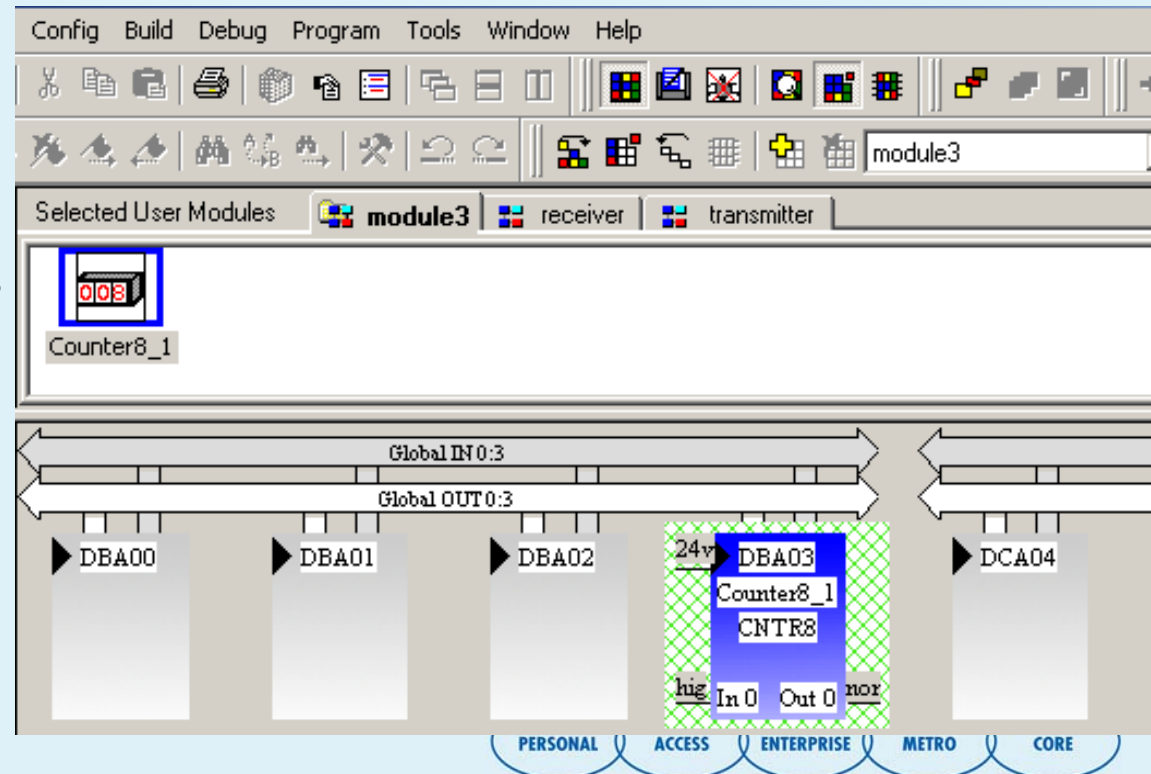 Config Build Debug Program Tools Window Help
module3
Selected User Modules module3 receiver transmitter
008
Counter8_1
Global IN 0:3
Global OUT 0:3
DBA00 DBA01 DBA02 24v DBA03 DCA04
Counter8_1
CNTR8
hig In 0 Out 0 nor
PERSONAL ACCESS ENTERPRISE METRO CORE